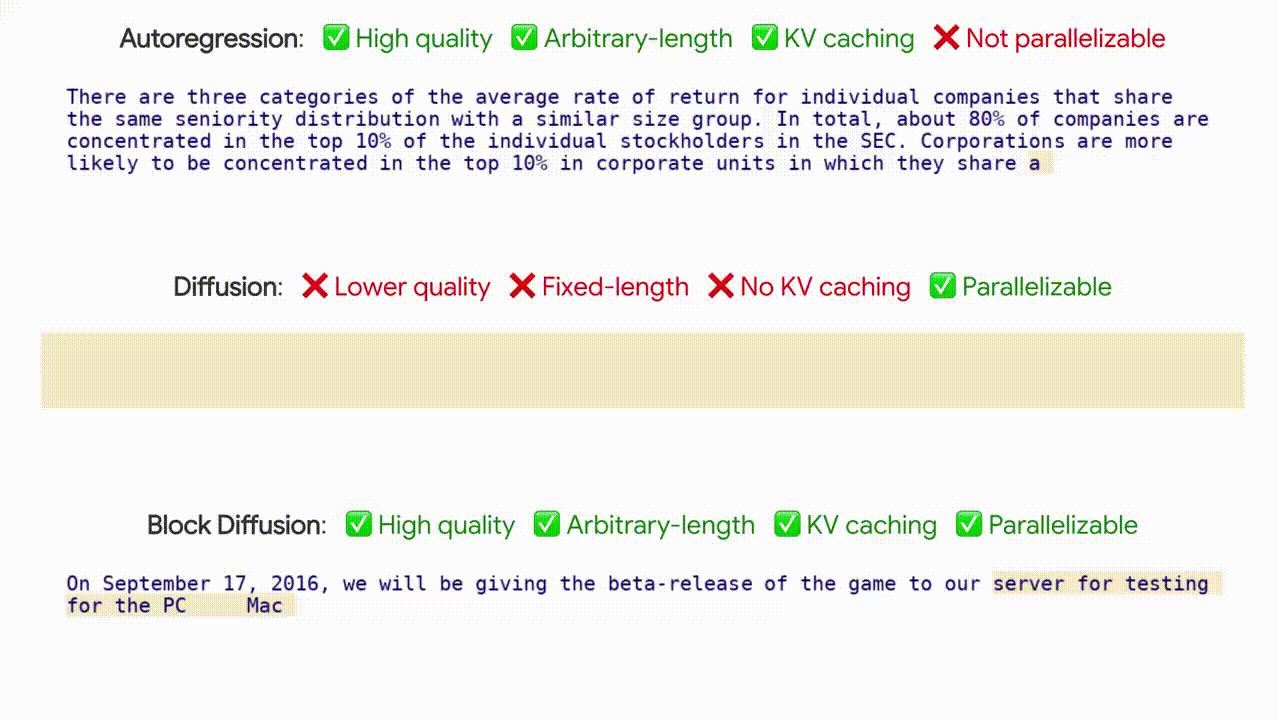 Autoregression: ✅ High quality ✅ Arbitrary-length ✅ KV caching ❌ Not parallelizable
There are three categories of the average rate of return for individual companies that share
the same seniority distribution with a similar size group. In total, about 80% of companies are
concentrated in the top 10% of the individual stockholders in the SEC. Corporations are more
likely to be concentrated in the top 10% in corporate units in which they share a
Diffusion: ❌ Lower quality ❌ Fixed-length ❌ No KV caching ✅ Parallelizable
Block Diffusion: ✅ High quality ✅ Arbitrary-length ✅ KV caching ✅ Parallelizable
On September 17, 2016, we will be giving the beta-release of the game to our server for testing
for the PC Mac